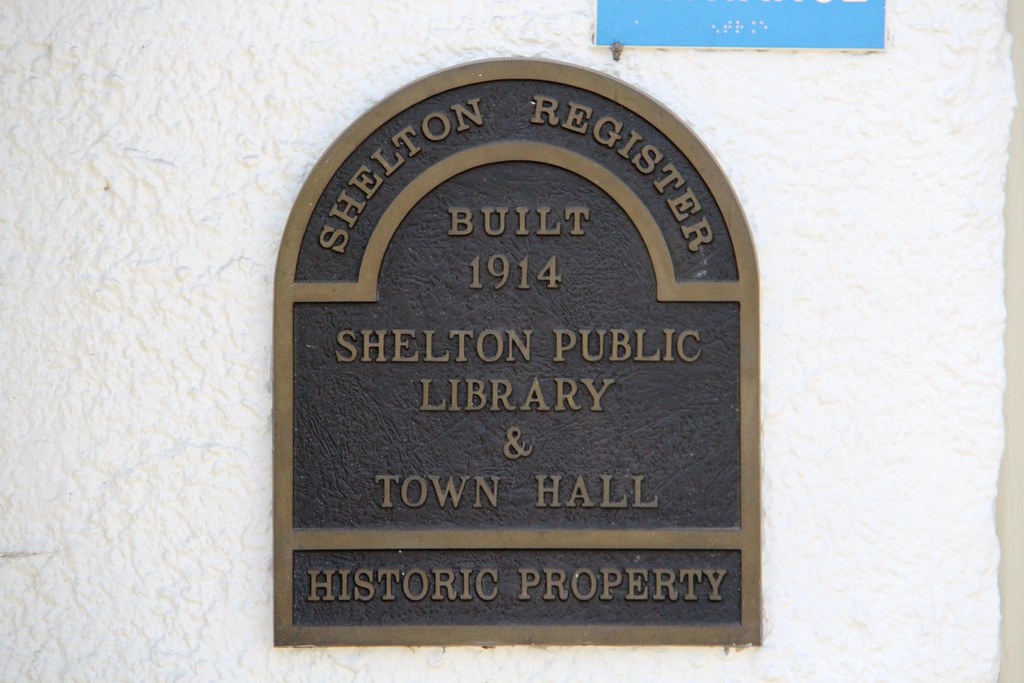 SHELTON REGISTER
BUILT
1914
SHELTON PUBLIC
LIBRARY
&
TOWN HALL
HISTORIC PROPERTY